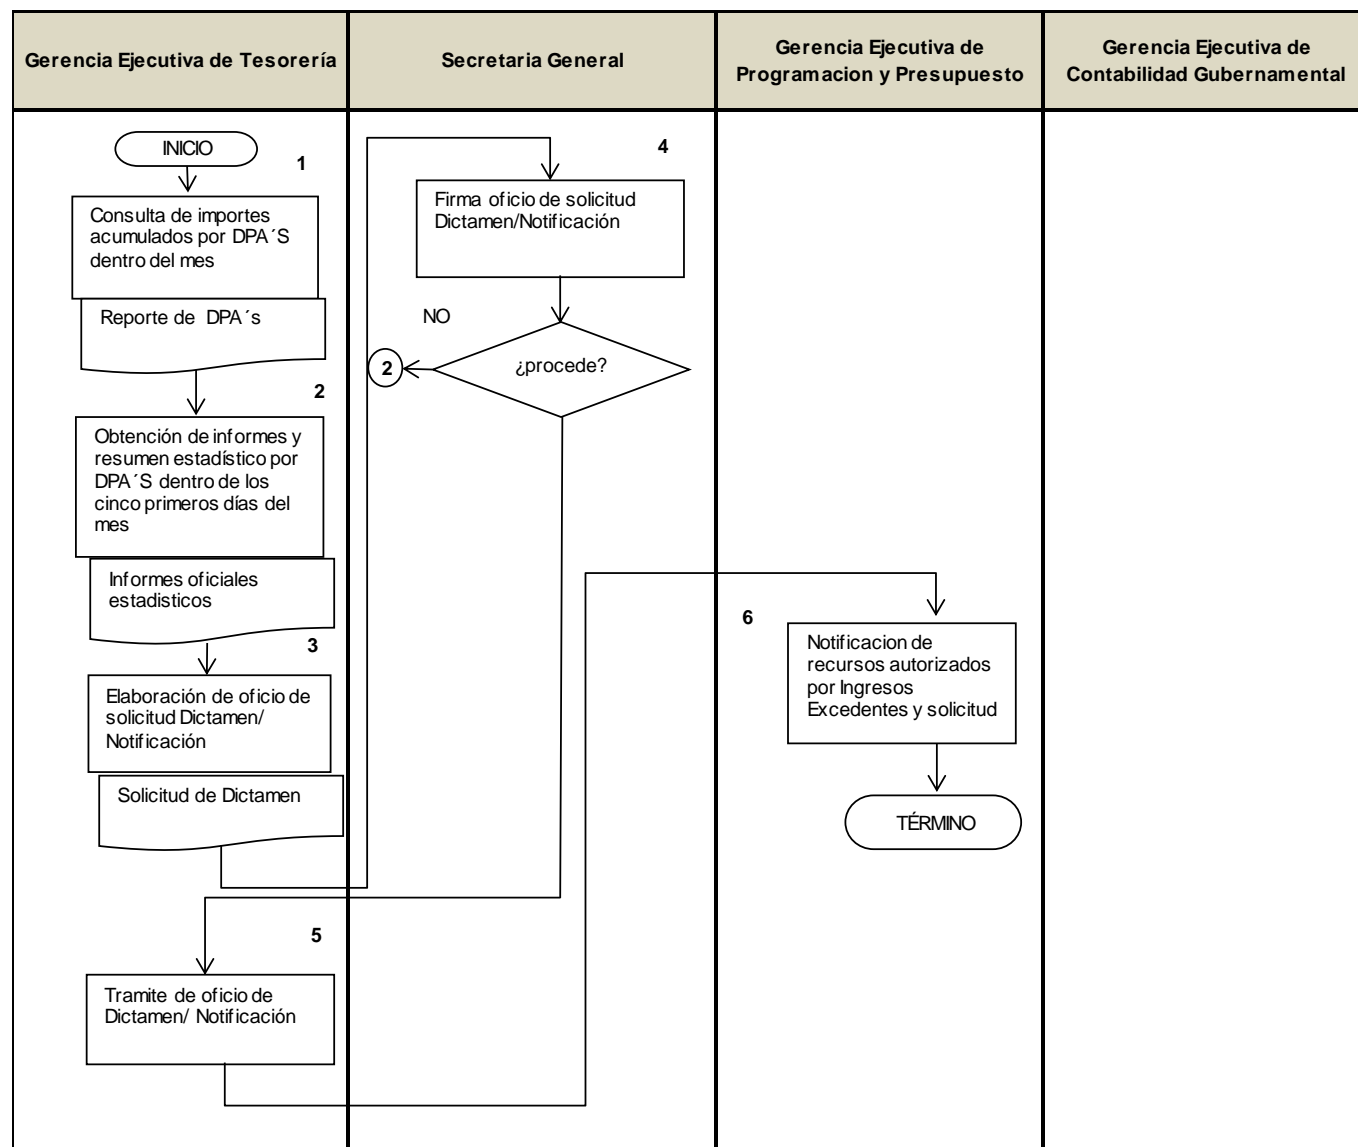 Gerencia Ejecutiva de Tesorería
Secretaria General
Gerencia Ejecutiva de
Programacion y Presupuesto
Gerencia Ejecutiva de
Contabilidad Gubernamental
INICIO
1
Consulta de importes
acumulados por DPA´S
dentro del mes
Reporte de DPA´s
2
Obtención de informes y
resumen estadístico por
DPA´S dentro de los
cinco primeros días del
mes
Informes oficiales
estadisticos
3
Elaboración de oficio de
solicitud Dictamen/
Notificación
Solicitud de Dictamen
4
Firma oficio de solicitud
Dictamen/Notificación
NO
2
¿procede?
5
Tramite de oficio de
Dictamen/ Notificación
6
Notificacion de
recursos autorizados
por Ingresos
Excedentes y solicitud
TÉRMINO